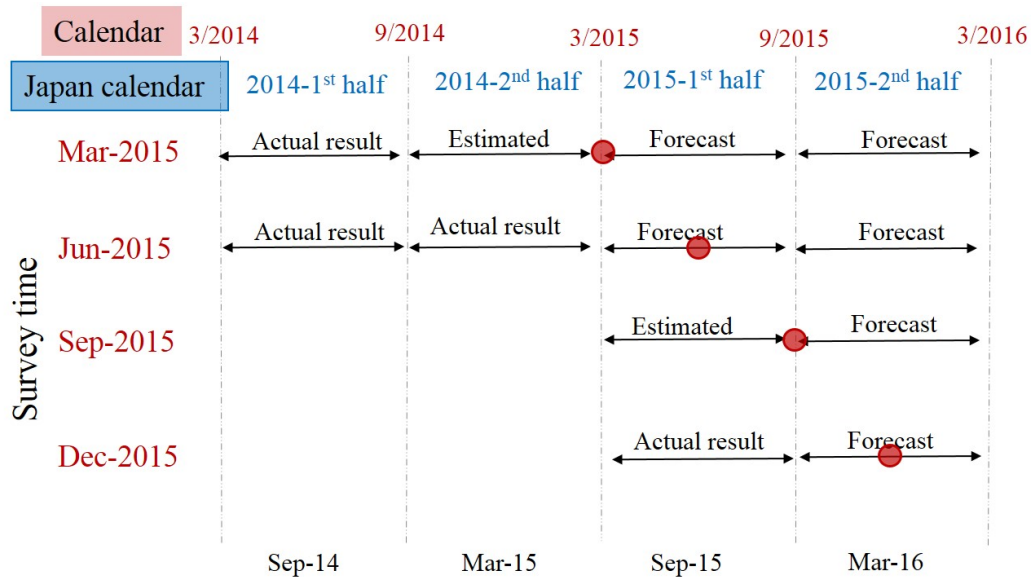 Calendar
3/2014 9/2014 3/2015 9/2015 3/2016
Japan calendar 2014-1st half 2014-2nd half 2015-1st half 2015-2nd half
Mar-2015 Actual result Estimated Forecast Forecast
Jun-2015 Actual result Actual result Forecast Forecast
Survey time
Sep-2015 Estimated Forecast
Dec-2015 Actual result Forecast
Sep-14 Mar-15 Sep-15 Mar-16